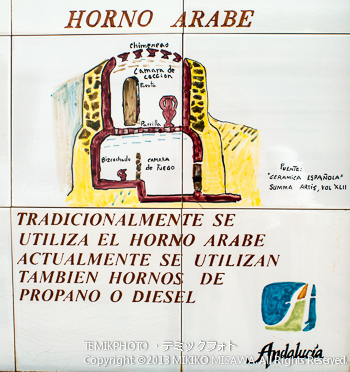 HORNO ARABE
Chimeneas
Camara de
coccion
Puerta
Parrilla
Bizcochado
CAMARA
de
FUEGO
FUENTE:
"CERAMICA ESPAÑOLA"
SUMMA ARTIS, VOL XLII
TRADICIONALMENTE SE
UTILIZA EL HORNO ARABE
ACTUALMENTE SE UTILIZAN
TAMBIEN HORNOS DE
PROPANO O DIESEL
Andalucía
TEMIKPHOTO ・テミックフォト
Copyright © 2013 MIKIKO MISAWA All Rights Reserved.